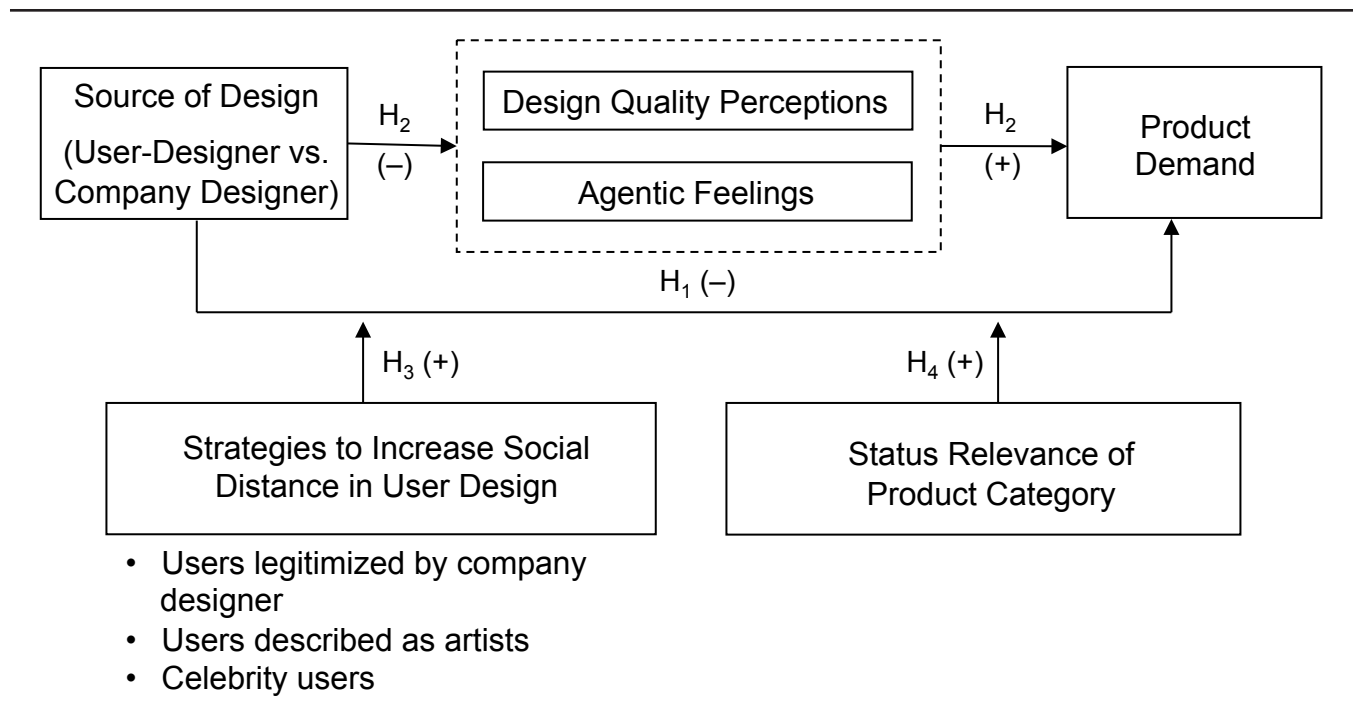 Source of Design
(User-Designer vs.
Company Designer)
H₂
(–)
Design Quality Perceptions
Agentic Feelings
H₂
(+)
Product
Demand
H₁ (–)
H₃ (+)
H₄ (+)
Strategies to Increase Social
Distance in User Design
Status Relevance of
Product Category
• Users legitimized by company
designer
• Users described as artists
• Celebrity users